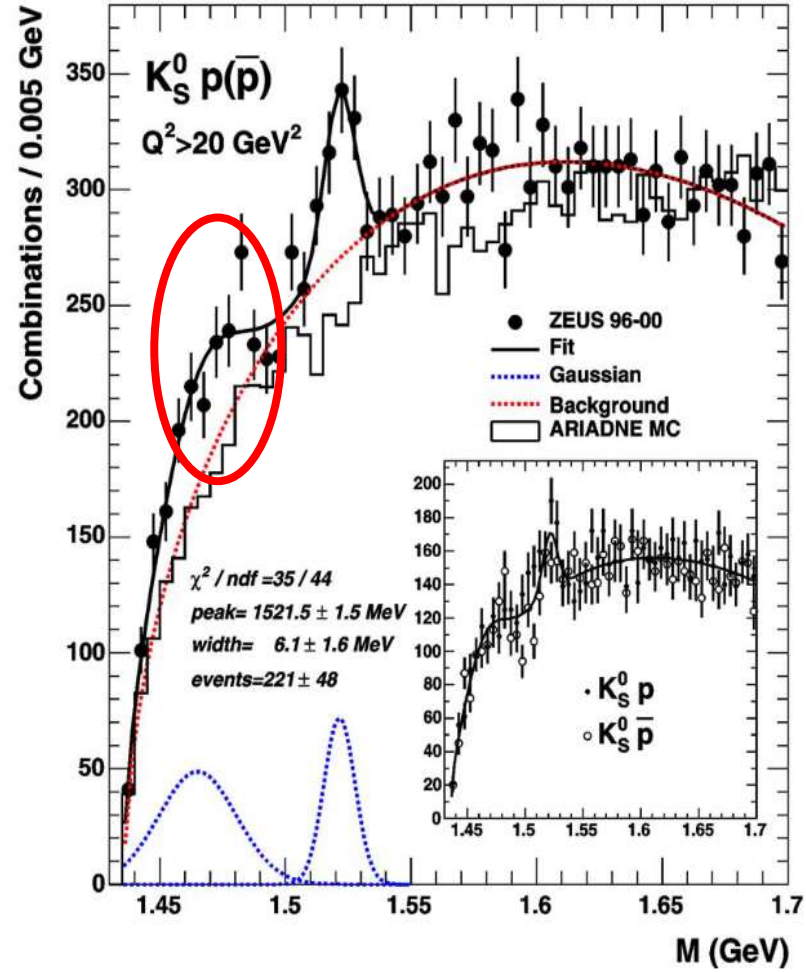 Combinations / 0.005 GeV
350
300
250
200
150
100
50
0
K⁰_S p(p̄)
Q²>20 GeV²
ZEUS 96-00
Fit
Gaussian
Background
ARIADNE MC
χ² / ndf =35 / 44
peak= 1521.5 ± 1.5 MeV
width= 6.1 ± 1.6 MeV
events=221 ± 48
200
180
160
140
120
100
80
60
40
20
0
K⁰_S p
K⁰_S p̄
1.45 1.5 1.55 1.6 1.65 1.7
1.45 1.5 1.55 1.6 1.65 1.7
M (GeV)